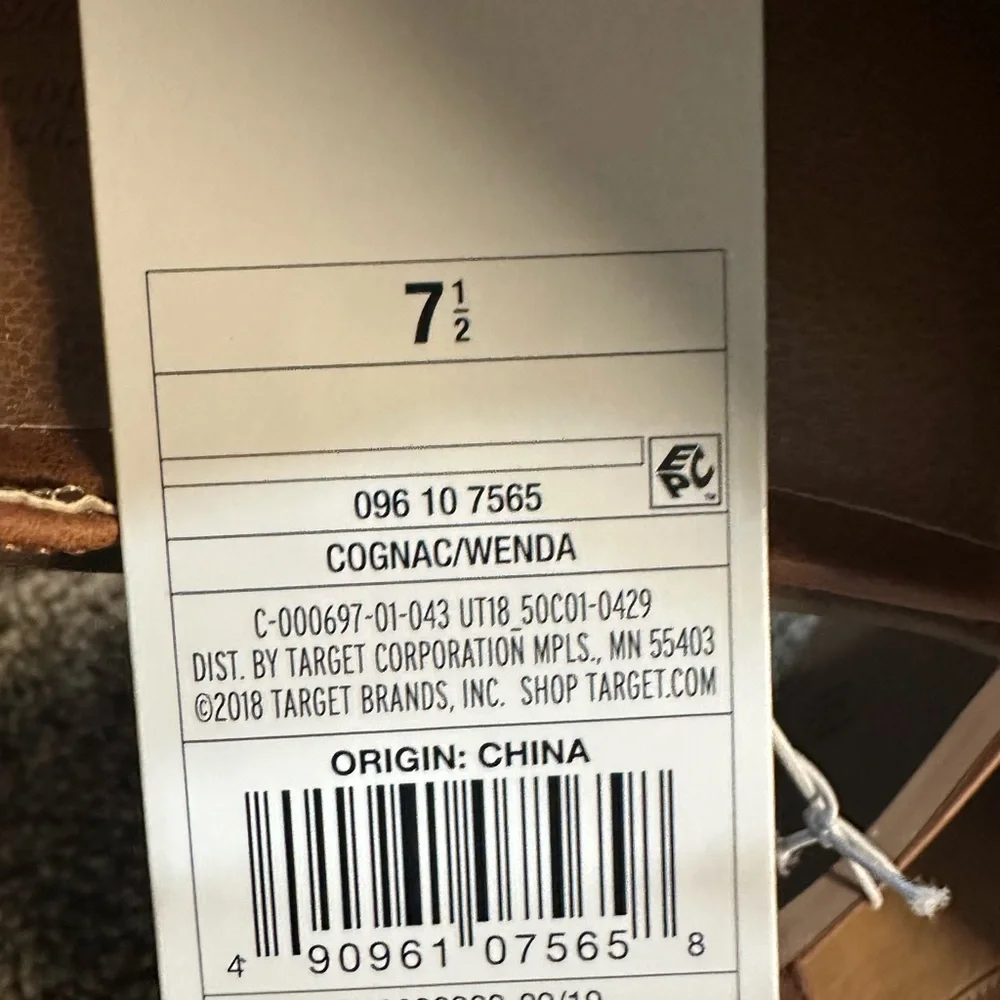 7 1/2
EPC™
096 10 7565
COGNAC/WENDA
C-000697-01-043 UT18_50C01-0429
DIST. BY TARGET CORPORATION MPLS., MN 55403
©2018 TARGET BRANDS, INC. SHOP TARGET.COM
ORIGIN: CHINA
4 90961 07565 8